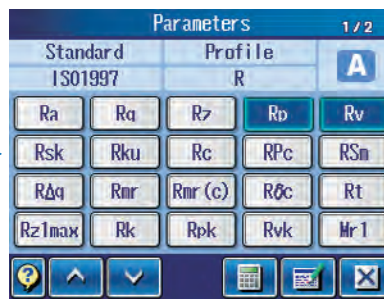 Parameters 1/2
Standard Profile A
ISO1997 R
Ra Rq Rz Rp Rv
Rsk Rku Rc RPc RSm
RΔq Rmr Rmr(c) Rδc Rt
Rz1max Rk Rpk Rvk Mr1
?